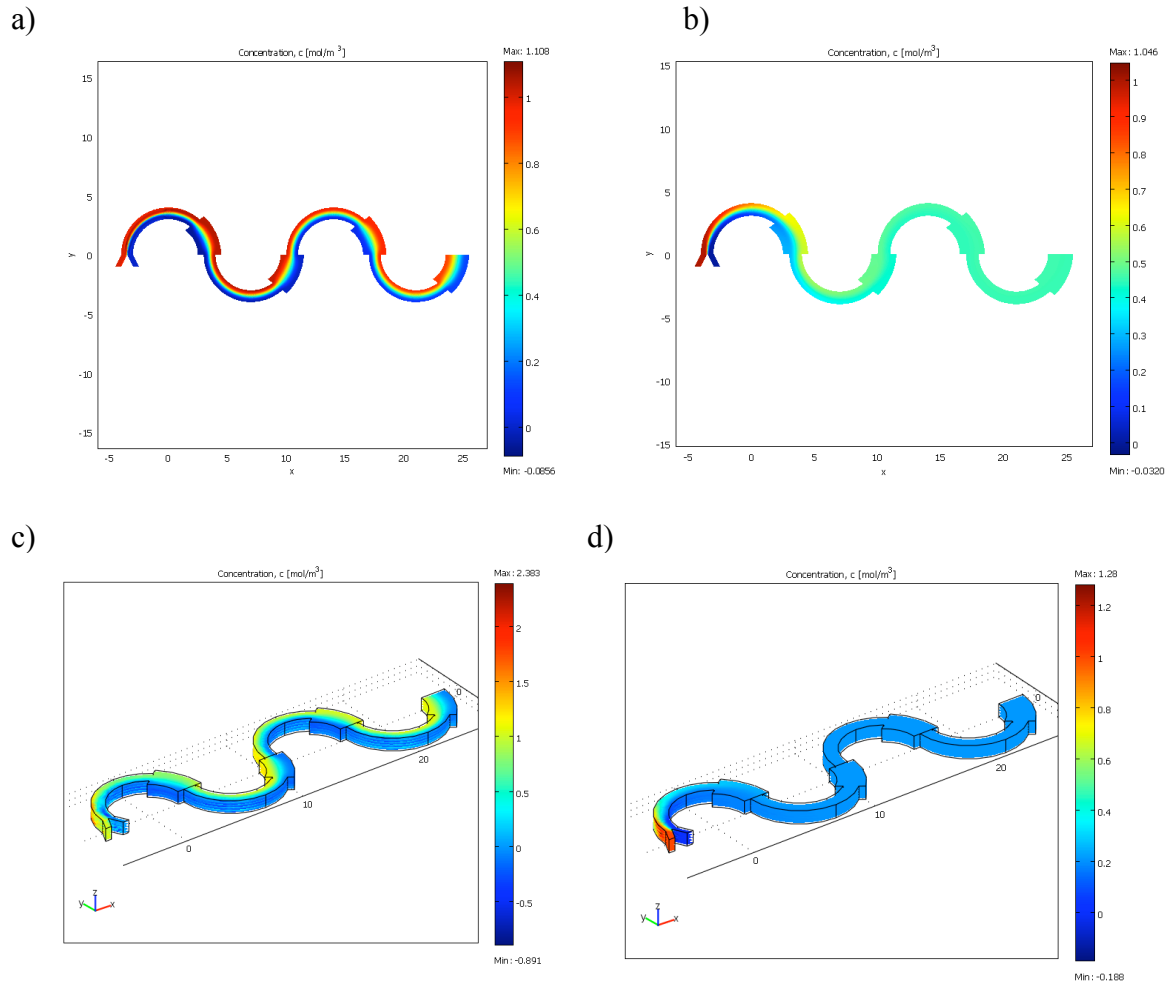 a)
Concentration, c [mol/m³]
Max: 1.108
15
10
5
0
-5
-10
-15
y
-5 0 5 10 15 20 25
x
1
0.8
0.6
0.4
0.2
0
Min: -0.0856
b)
Concentration, c [mol/m³]
Max: 1.046
15
10
5
0
-5
-10
-15
y
-5 0 5 10 15 20 25
x
1
0.9
0.8
0.7
0.6
0.5
0.4
0.3
0.2
0.1
0
Min: -0.0320
c)
Concentration, c [mol/m³]
Max: 2.383
0
20
10
0
z
y x
2
1.5
1
0.5
0
-0.5
Min: -0.891
d)
Concentration, c [mol/m³]
Max: 1.28
0
20
10
0
z
y x
1.2
1
0.8
0.6
0.4
0.2
0
Min: -0.188